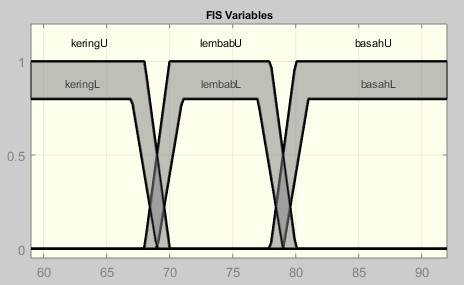 FIS Variables
keringU lembabU basahU
1
keringL lembabL basahL
0.5
0
60 65 70 75 80 85 90